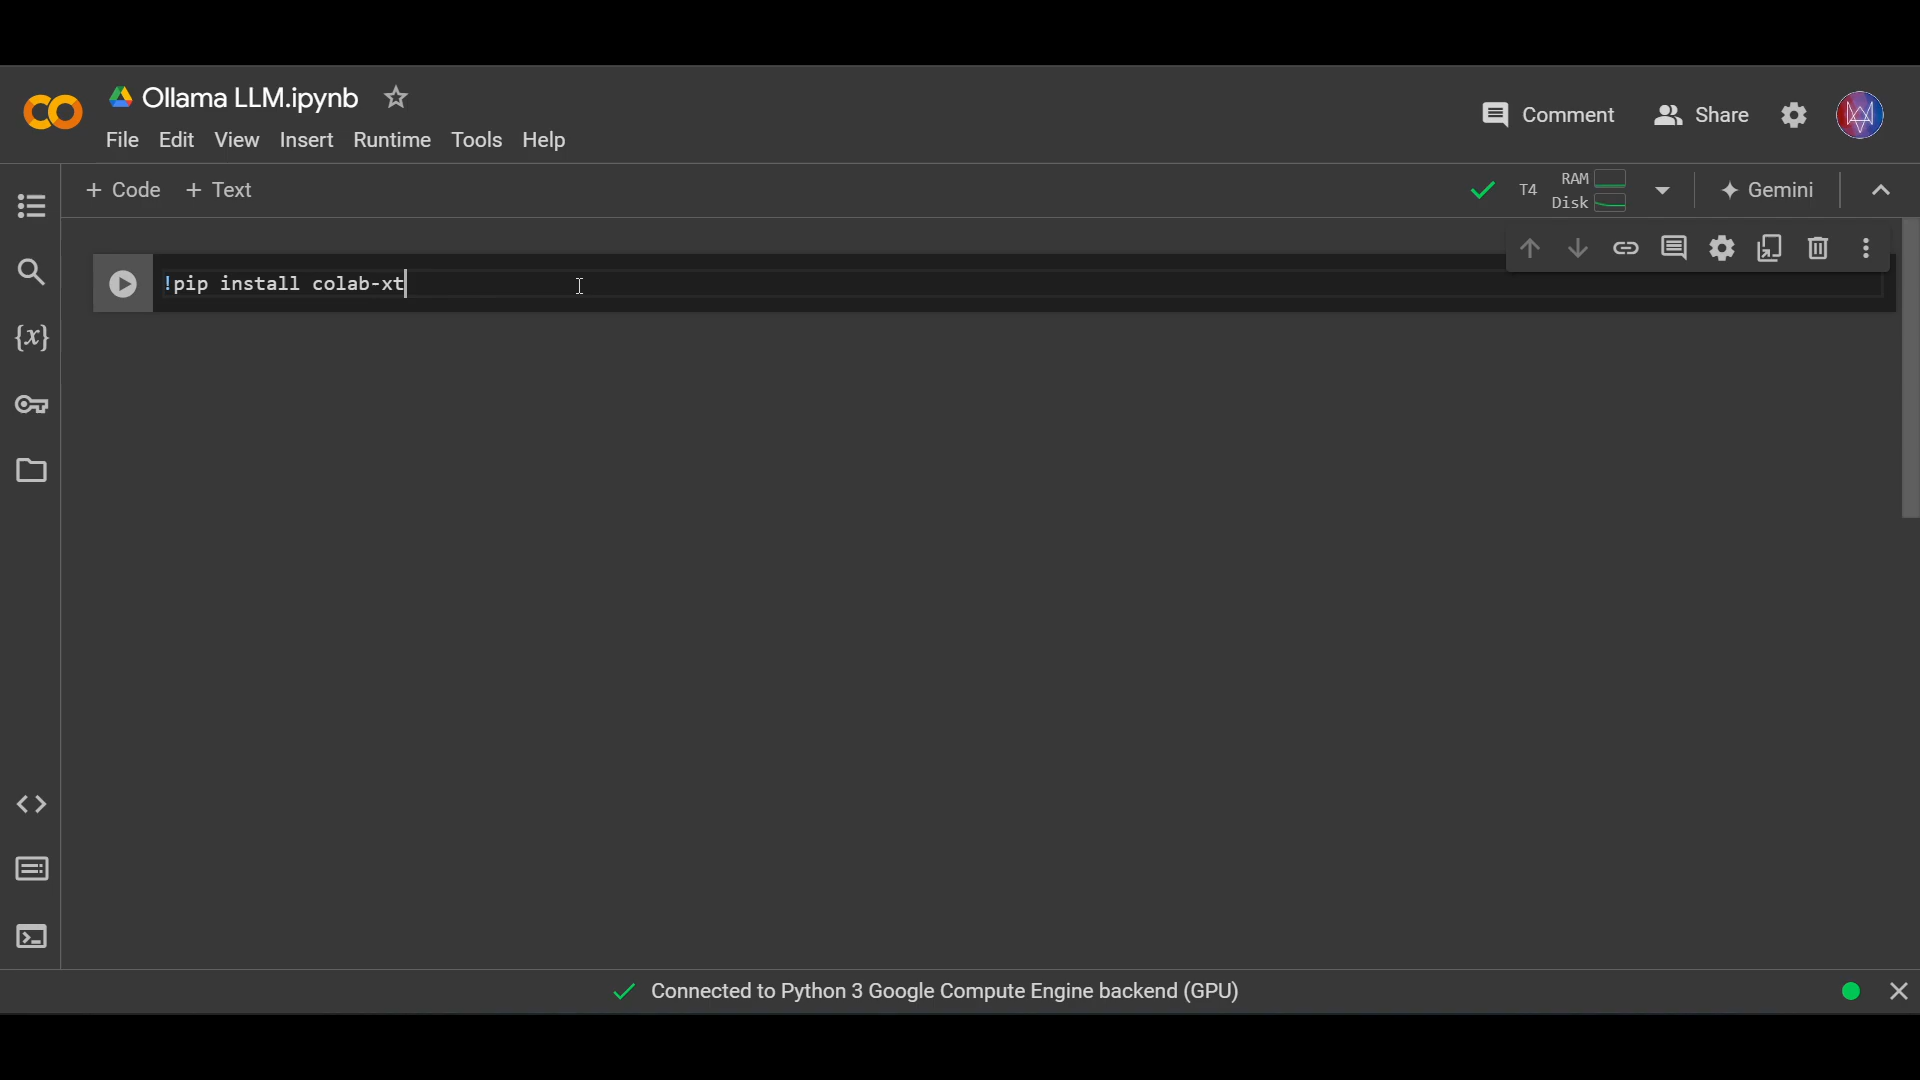 Ollama LLM.ipynb
File Edit View Insert Runtime Tools Help
Comment Share
+ Code + Text
T4 RAM Disk Gemini
{x}
!pip install colab-xt
Connected to Python 3 Google Compute Engine backend (GPU)